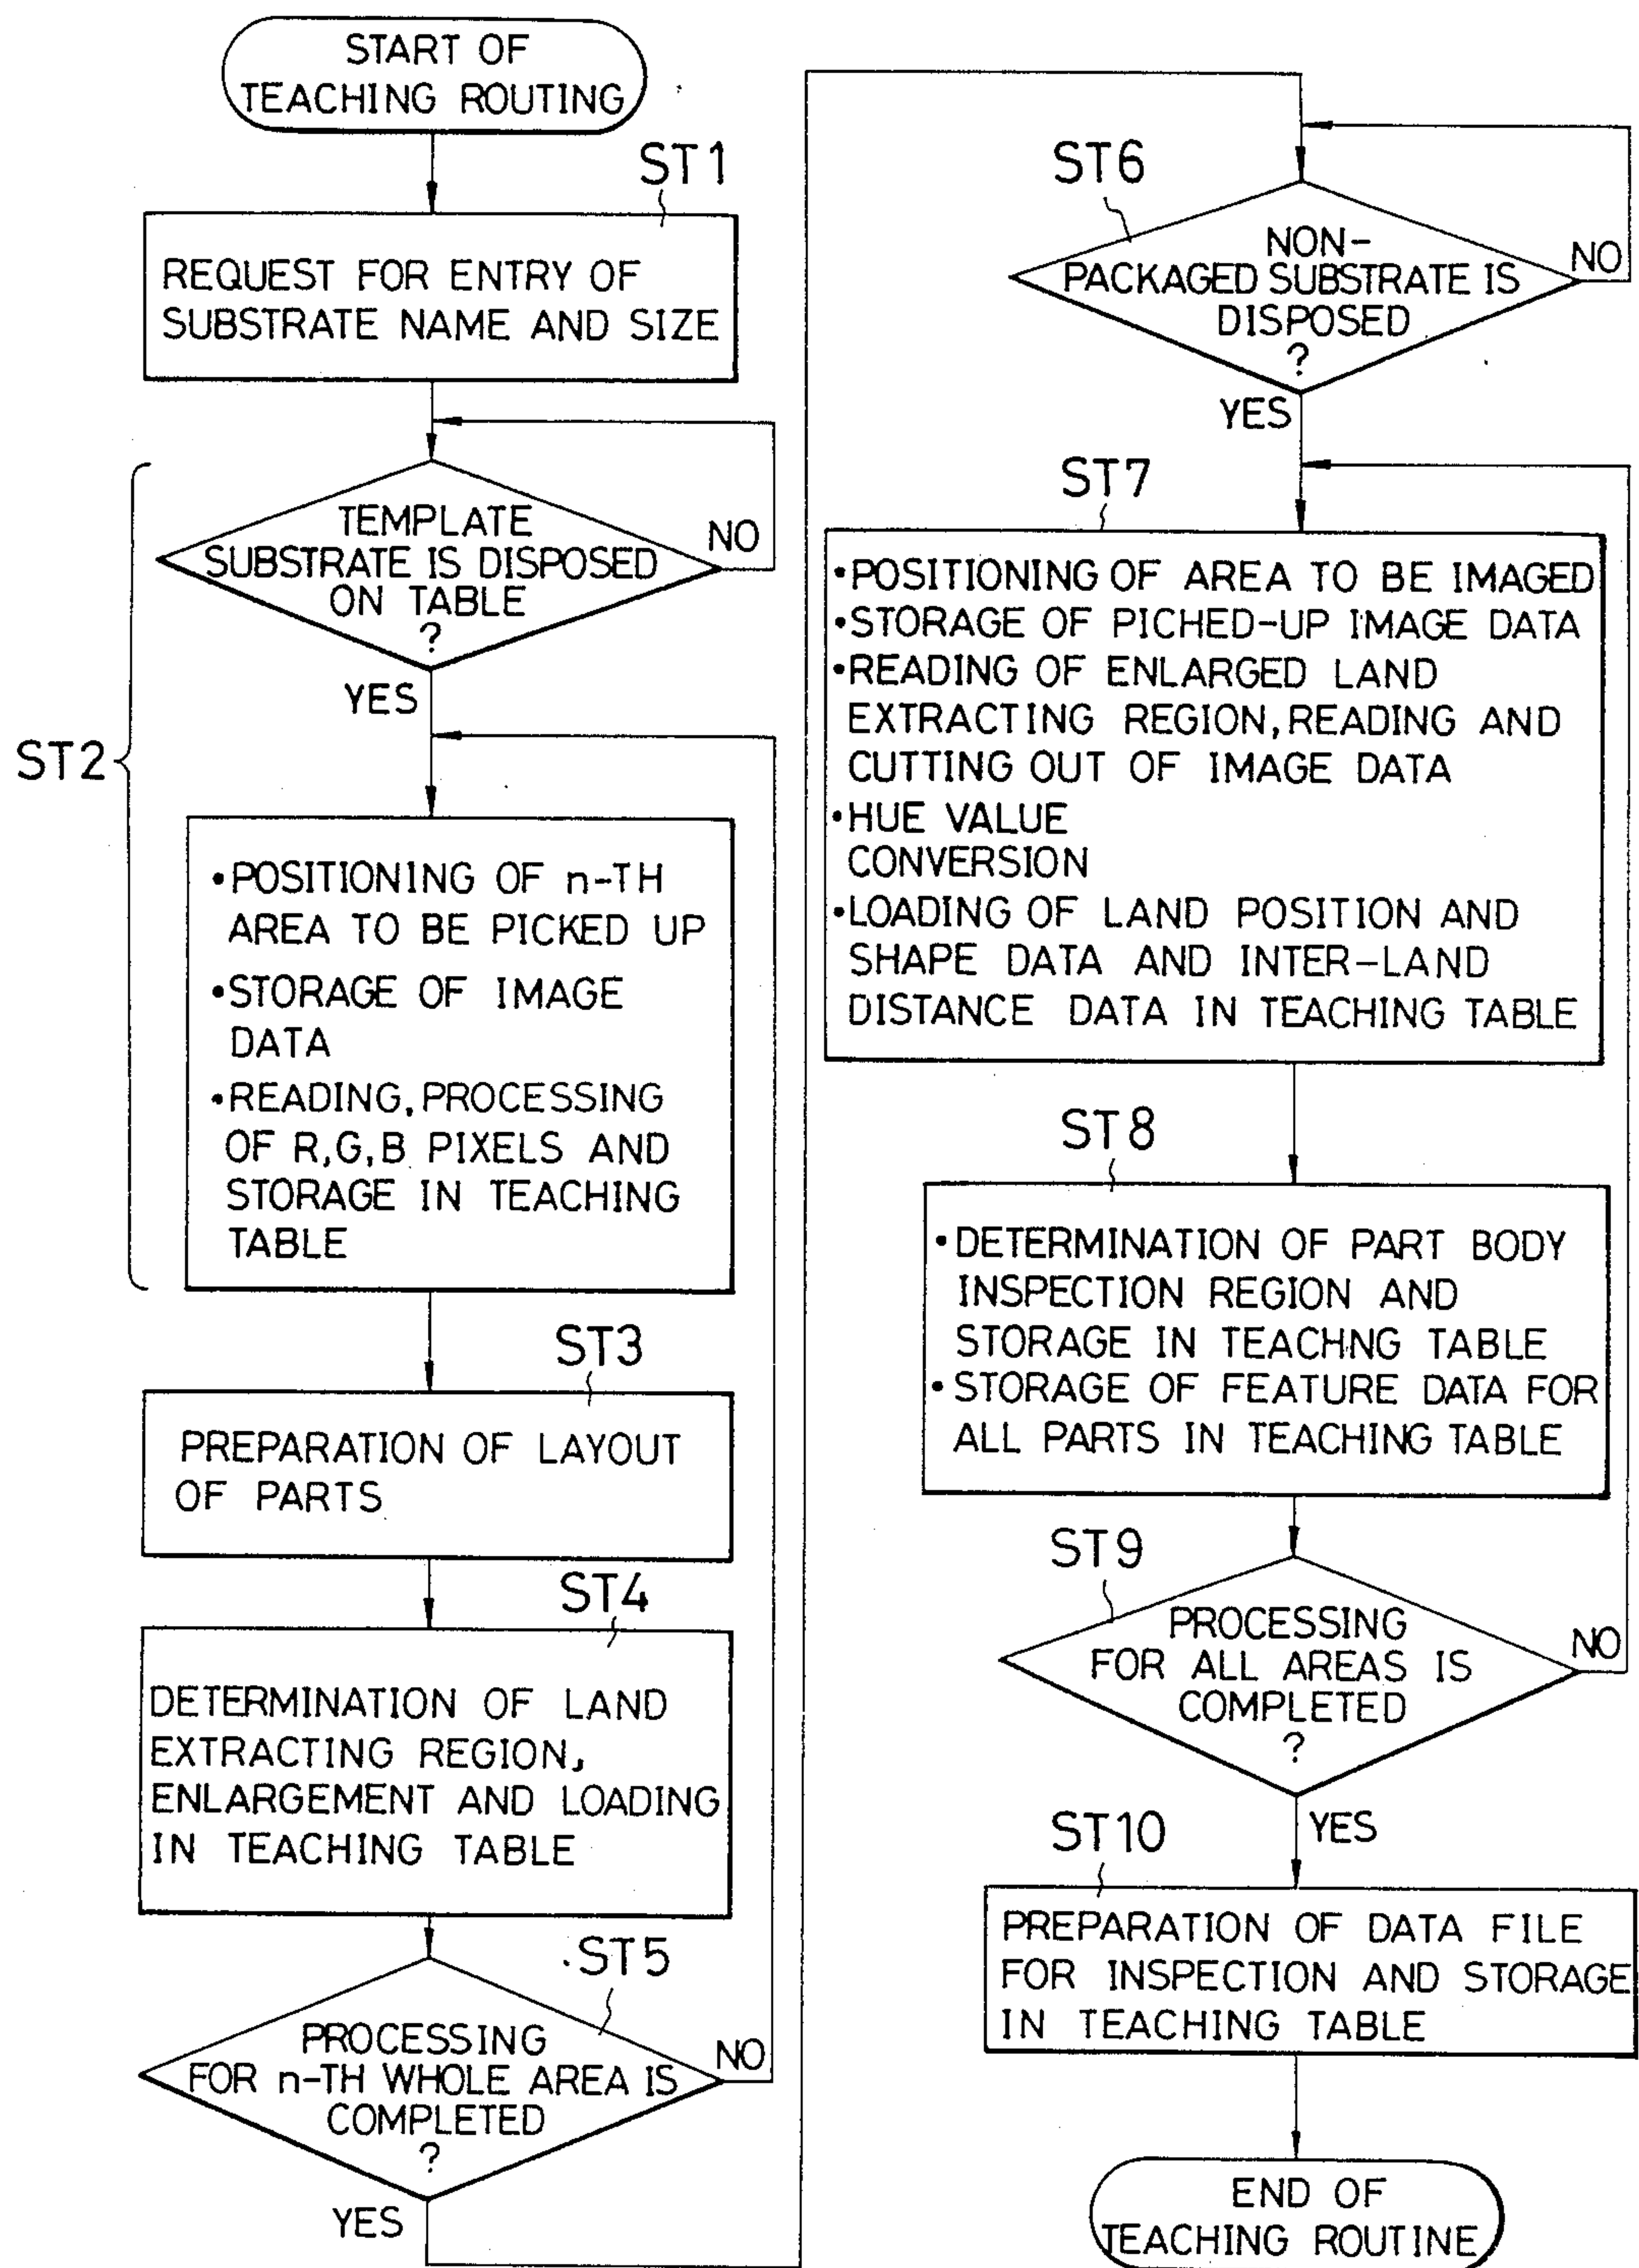 START OF
TEACHING ROUTING
ST1
REQUEST FOR ENTRY OF
SUBSTRATE NAME AND SIZE
ST2
TEMPLATE
SUBSTRATE IS DISPOSED
ON TABLE
?
NO
YES
•POSITIONING OF n-TH
AREA TO BE PICKED UP
•STORAGE OF IMAGE
DATA
•READING, PROCESSING
OF R,G,B PIXELS AND
STORAGE IN TEACHING
TABLE
ST3
PREPARATION OF LAYOUT
OF PARTS
ST4
DETERMINATION OF LAND
EXTRACTING REGION,
ENLARGEMENT AND LOADING
IN TEACHING TABLE
ST5
PROCESSING
FOR n-TH WHOLE AREA IS
COMPLETED
?
NO
YES
ST6
NON-
PACKAGED SUBSTRATE IS
DISPOSED
?
NO
YES
ST7
•POSITIONING OF AREA TO BE IMAGED
•STORAGE OF PICHED-UP IMAGE DATA
•READING OF ENLARGED LAND
EXTRACTING REGION, READING AND
CUTTING OUT OF IMAGE DATA
•HUE VALUE
CONVERSION
•LOADING OF LAND POSITION AND
SHAPE DATA AND INTER-LAND
DISTANCE DATA IN TEACHING TABLE
ST8
•DETERMINATION OF PART BODY
INSPECTION REGION AND
STORAGE IN TEACHNG TABLE
•STORAGE OF FEATURE DATA FOR
ALL PARTS IN TEACHING TABLE
ST9
PROCESSING
FOR ALL AREAS IS
COMPLETED
?
NO
YES
ST10
PREPARATION OF DATA FILE
FOR INSPECTION AND STORAGE
IN TEACHING TABLE
END OF
TEACHING ROUTINE